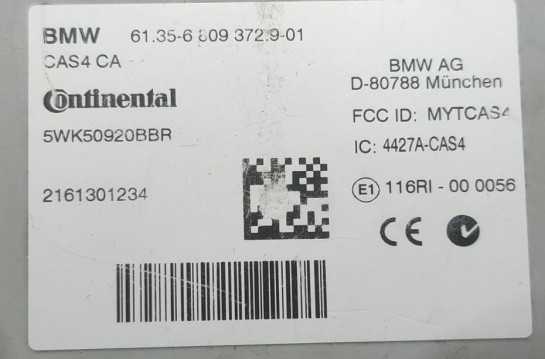 BMW 61.35-6 809 372.9-01
CAS4 CA
Continental
5WK50920BBR
2161301234
BMW AG
D-80788 München
FCC ID: MYTCAS4
IC: 4427A-CAS4
E1 116RI - 00 0056
CE